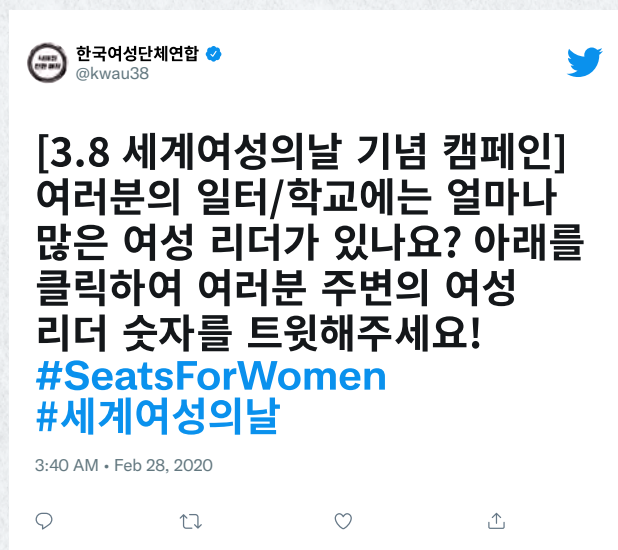 한국여성단체연합
@kwau38
[3.8 세계여성의날 기념 캠페인]
여러분의 일터/학교에는 얼마나
많은 여성 리더가 있나요? 아래를
클릭하여 여러분 주변의 여성
리더 숫자를 트윗해주세요!
#SeatsForWomen
#세계여성의날
3:40 AM • Feb 28, 2020